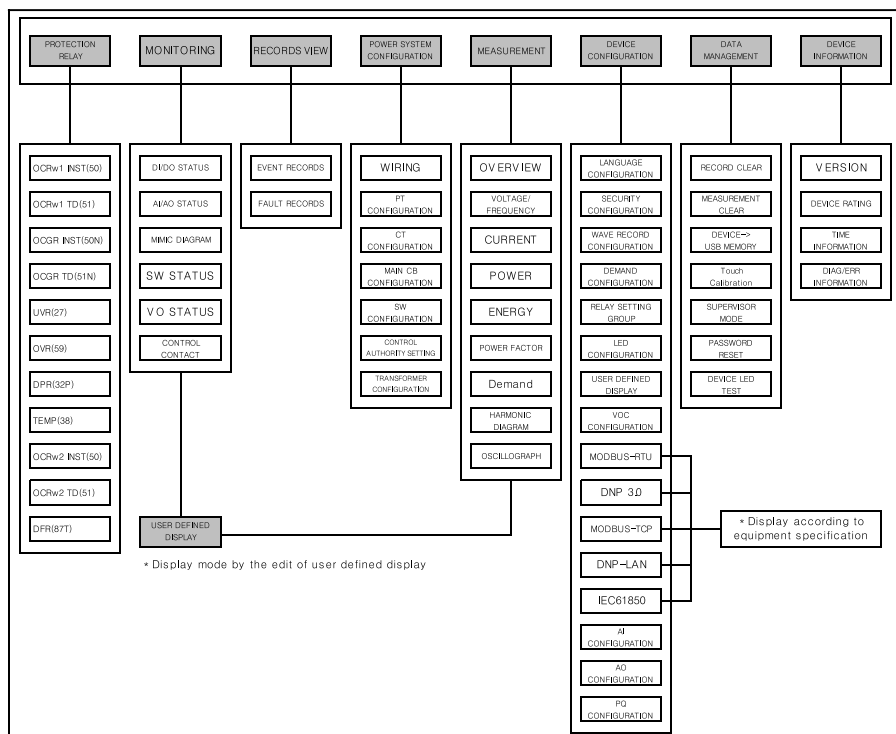 PROTECTION
RELAY
MONITORING
RECORDS VIEW
POWER SYSTEM
CONFIGURATION
MEASUREMENT
DEVICE
CONFIGURATION
DATA
MANAGEMENT
DEVICE
INFORMATION
OCRw1 INST(50)
OCRw1 TD(51)
OCGR INST(50N)
OCGR TD(51N)
UVR(27)
OVR(59)
DPR(32P)
TEMP(38)
OCRw2 INST(50)
OCRw2 TD(51)
DFR(87T)
DI/DO STATUS
AI/AO STATUS
MIMIC DIAGRAM
SW STATUS
VO STATUS
CONTROL
CONTACT
USER DEFINED
DISPLAY
* Display mode by the edit of user defined display
EVENT RECORDS
FAULT RECORDS
WIRING
PT
CONFIGURATION
CT
CONFIGURATION
MAIN CB
CONFIGURATION
SW
CONFIGURATION
CONTROL
AUTHORITY SETTING
TRANSFORMER
CONFIGURATION
OVERVIEW
VOLTAGE/
FREQUENCY
CURRENT
POWER
ENERGY
POWER FACTOR
Demand
HARMONIC
DIAGRAM
OSCILLOGRAPH
LANGUAGE
CONFIGURATION
SECURITY
CONFIGURATION
WAVE RECORD
CONFIGURATION
DEMAND
CONFIGURATION
RELAY SETTING
GROUP
LED
CONFIGURATION
USER DEFINED
DISPLAY
VOC
CONFIGURATION
MODBUS-RTU
DNP 3.0
MODBUS-TCP
DNP-LAN
IEC61850
AI
CONFIGURATION
AO
CONFIGURATION
PQ
CONFIGURATION
* Display according to
equipment specification
RECORD CLEAR
MEASUREMENT
CLEAR
DEVICE->
USB MEMORY
Touch
Calibration
SUPERVISOR
MODE
PASSWORD
RESET
DEVICE LED
TEST
VERSION
DEVICE RATING
TIME
INFORMATION
DIAG/ERR
INFORMATION